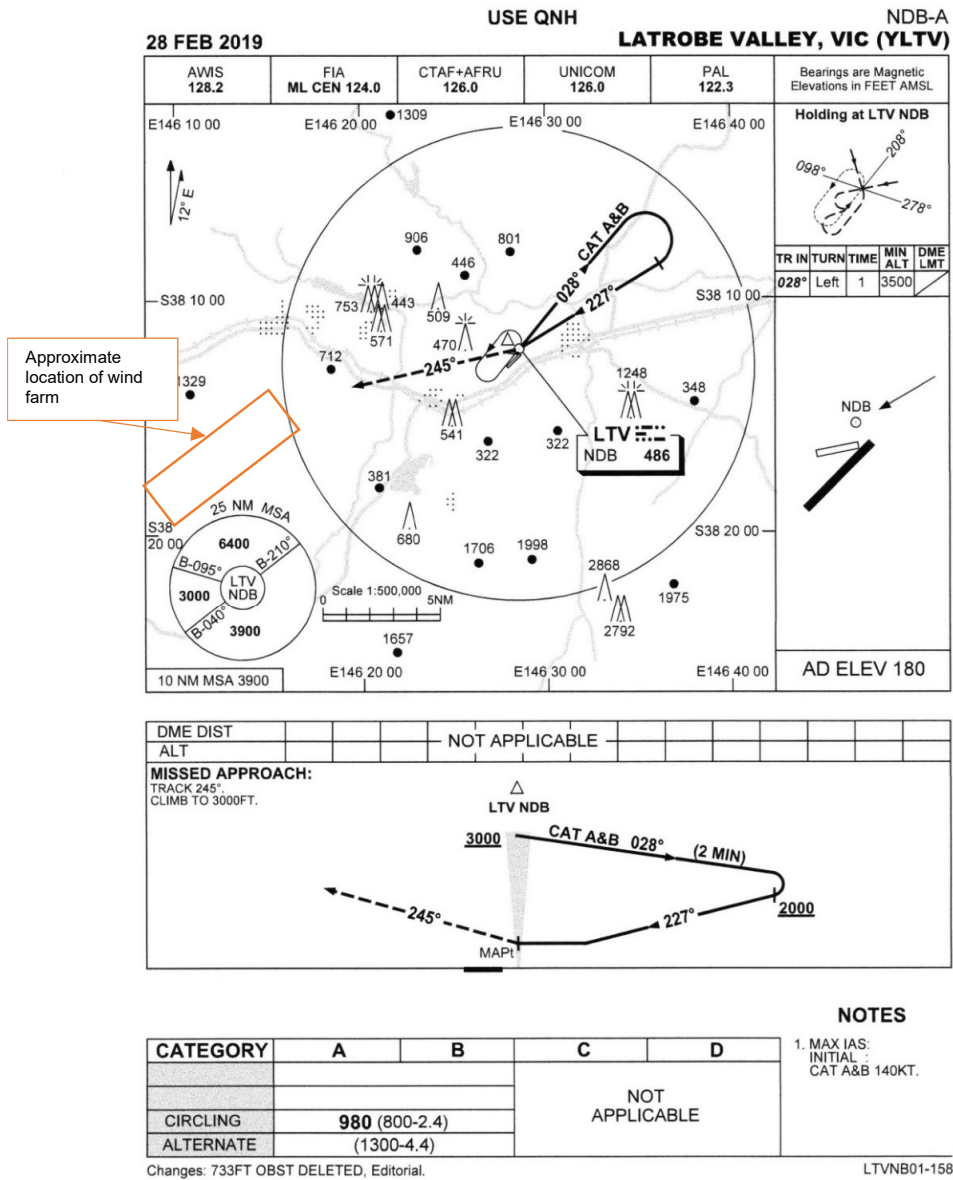 USE QNH
NDB-A
28 FEB 2019
LATROBE VALLEY, VIC (YLTV)
AWIS
128.2
FIA
ML CEN 124.0
CTAF+AFRU
126.0
UNICOM
126.0
PAL
122.3
Bearings are Magnetic
Elevations in FEET AMSL
E146 10 00
E146 20 00
1309
E146 30 00
E146 40 00
12° E
906
801
446
753
443
509
571
470
712
1329
028° CAT A&B
227°
245°
S38 10 00
S38 10 00
1248
348
541
322
322
LTV
NDB 486
381
680
1706
1998
2868
2792
1975
1657
S38
20 00
S38 20 00
Approximate
location of wind
farm
25 NM MSA
6400
B-210°
B-095°
LTV
NDB
3000
B-040°
3900
Scale 1:500,000
0
5NM
10 NM MSA 3900
E146 20 00
E146 30 00
E146 40 00
Holding at LTV NDB
208°
098°
278°
TR IN TURN TIME MIN ALT DME LMT
028° Left 1 3500
NDB
AD ELEV 180
DME DIST
ALT
NOT APPLICABLE
MISSED APPROACH:
TRACK 245°.
CLIMB TO 3000FT.
LTV NDB
3000
CAT A&B 028° (2 MIN)
2000
227°
245°
MAPt
NOTES
1. MAX IAS:
INITIAL :
CAT A&B 140KT.
CATEGORY A B C D
NOT
APPLICABLE
CIRCLING 980 (800-2.4)
ALTERNATE (1300-4.4)
Changes: 733FT OBST DELETED, Editorial.
LTVNB01-158